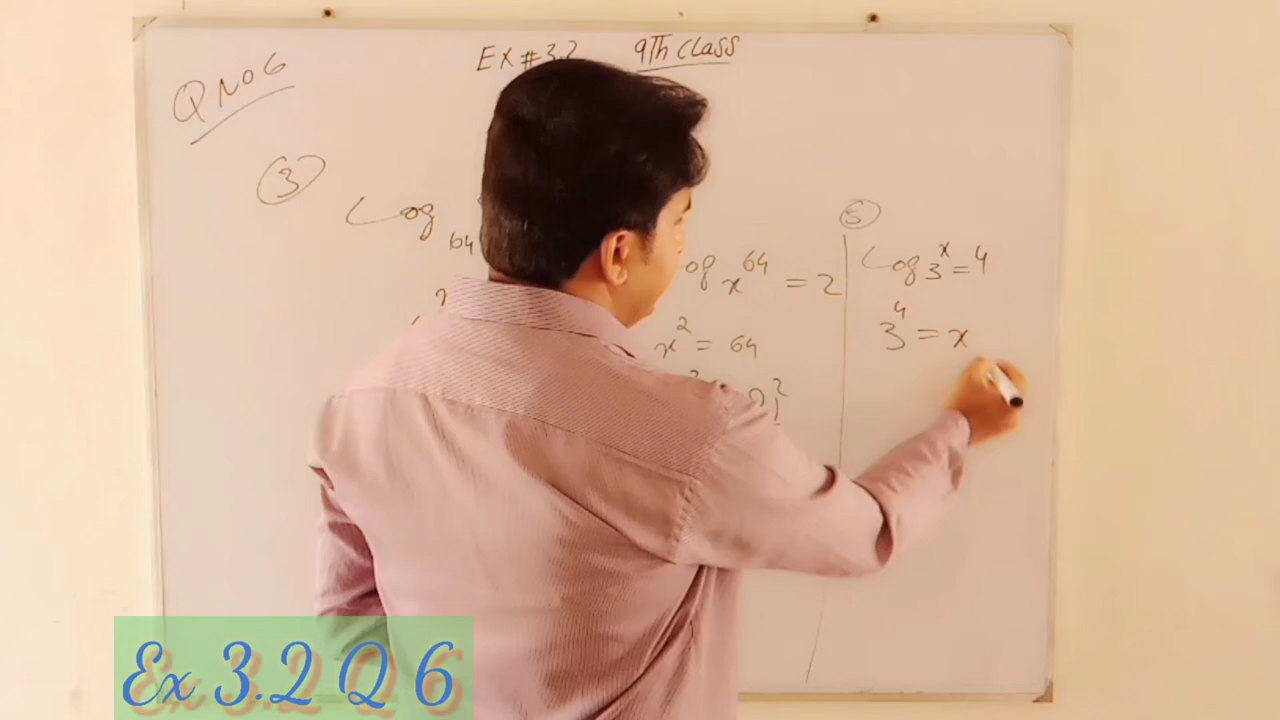 EX # 3.2 9TH CLASS
Q NO 6
3
Log 64
og x 64 = 2
x² = 64
5
Log 3 x = 4
3⁴ = x
Ex 3.2 Q 6